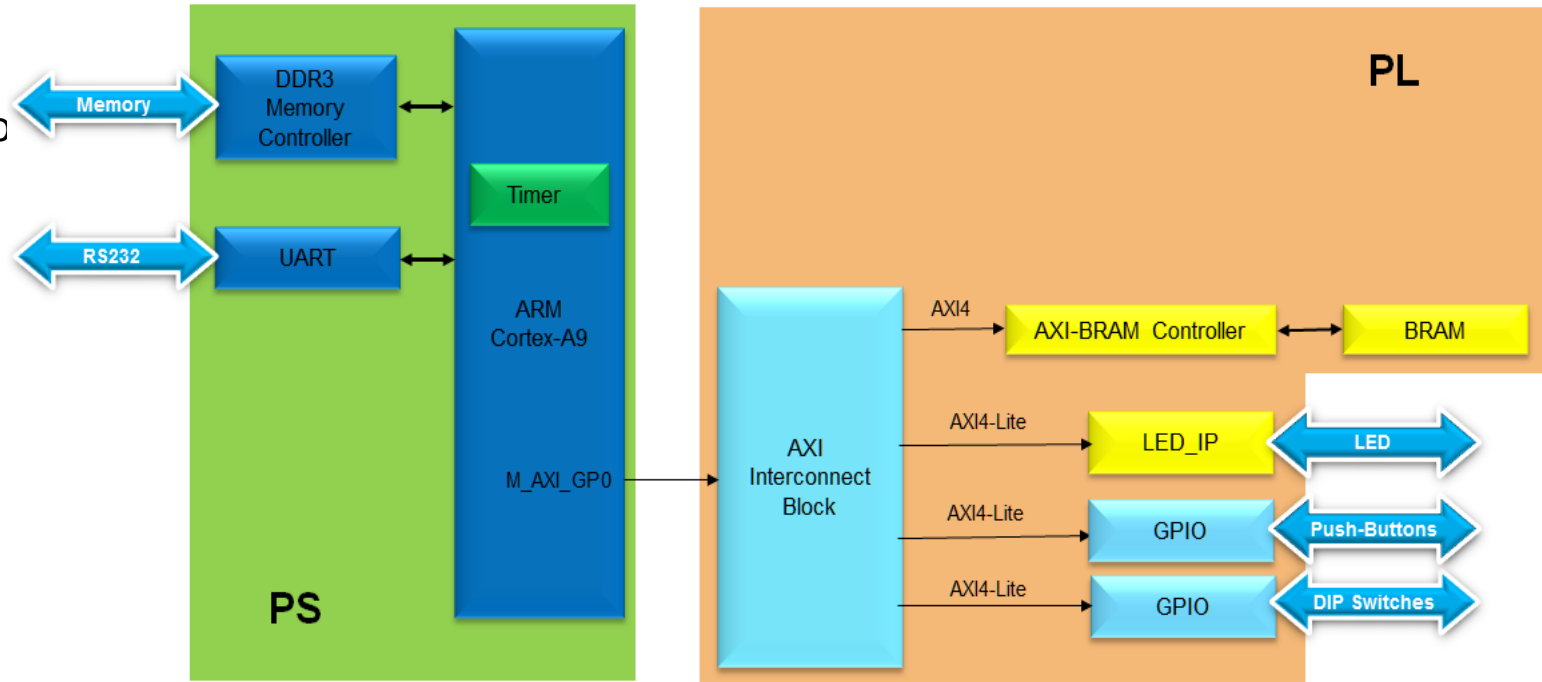 PL
DDR3
Memory
Controller
Memory
Timer
RS232
UART
ARM
Cortex-A9
M_AXI_GP0
PS
AXI
Interconnect
Block
AXI4
AXI-BRAM Controller
BRAM
AXI4-Lite
LED_IP
LED
AXI4-Lite
GPIO
Push-Buttons
AXI4-Lite
GPIO
DIP Switches